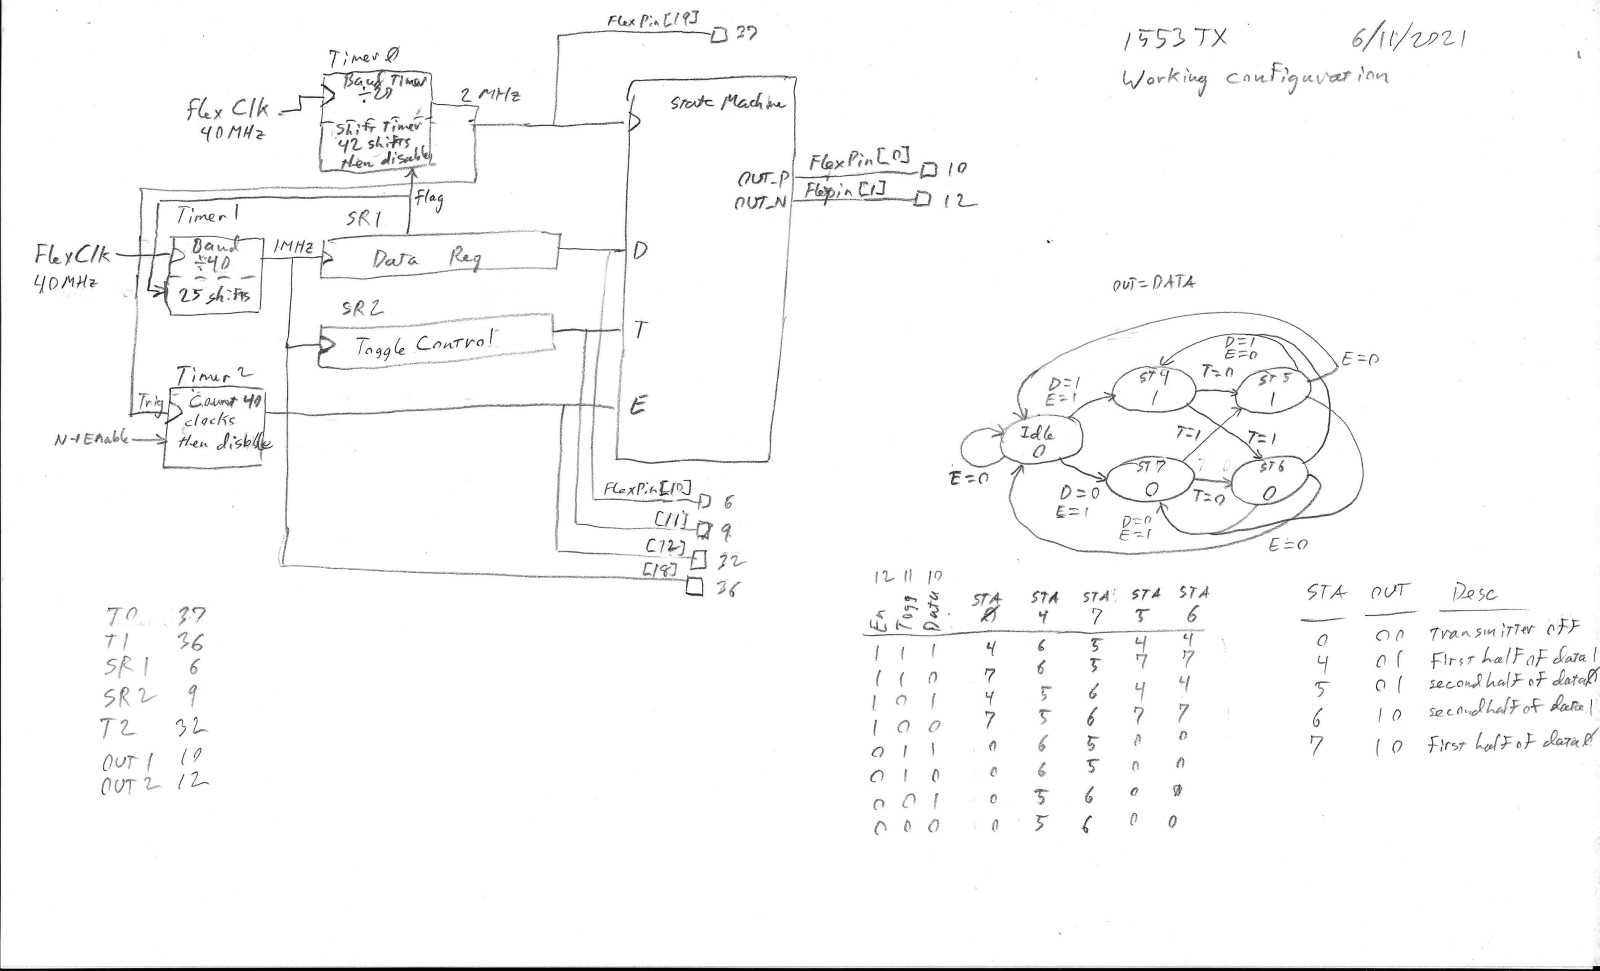 1553 TX 6/11/2021
Working configuration
FlexPin[19]
37
Timer 0
Baud Timer
÷20
Shift Timer
42 shifts
then disable
Flex Clk
40MHz
2 MHz
State Machine
OUT_P
OUT_N
FlexPin[0]
10
Flexpin[1]
12
Flag
Timer 1
Baud
÷40
25 shifts
FlexClk
40MHz
1MHz
SR1
Data Reg
D
SR2
Toggle Control
T
Timer 2
Trig
Count 40
clocks
then disable
E
FlexPin[10]
6
[11]
9
[12]
32
[18]
36
T0 37
T1 36
SR1 6
SR2 9
T2 32
OUT 1 10
OUT 2 12
OUT=DATA
Idle
0
E=0
D=1
E=1
ST4
1
T=0
D=1
E=0
ST5
1
E=0
T=1
T=1
D=0
E=1
ST7
0
T=0
ST6
0
D=0
E=1
E=0
12 11 10
En Togg Data STA 0 STA 4 STA 7 STA 5 STA 6
1 1 1 4 6 5 4 4
1 1 0 7 6 5 7 7
1 0 1 4 5 6 4 4
1 0 0 7 5 6 7 7
0 1 1 0 6 5 0 0
0 1 0 0 6 5 0 0
0 0 1 0 5 6 0 0
0 0 0 0 5 6 0 0
STA OUT Desc
0 00 Transmitter off
4 01 First half of data 1
5 01 second half of data 0
6 10 second half of data 1
7 10 First half of data 0